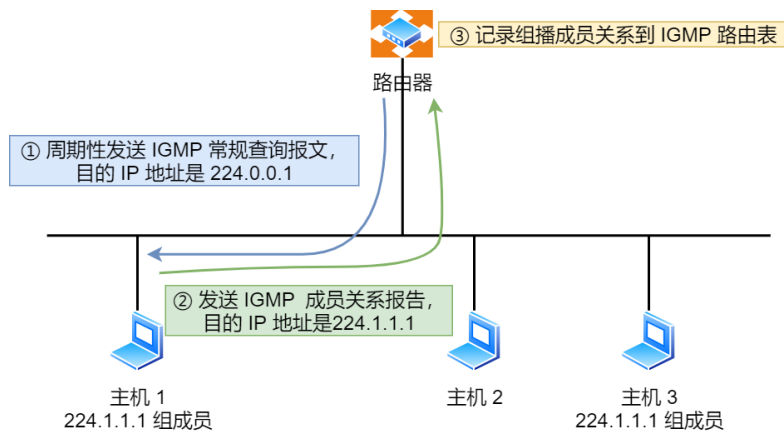 ③ 记录组播成员关系到 IGMP 路由表
路由器
① 周期性发送 IGMP 常规查询报文,
目的 IP 地址是 224.0.0.1
② 发送 IGMP 成员关系报告,
目的 IP 地址是224.1.1.1
主机 1
224.1.1.1 组成员
主机 2
主机 3
224.1.1.1 组成员